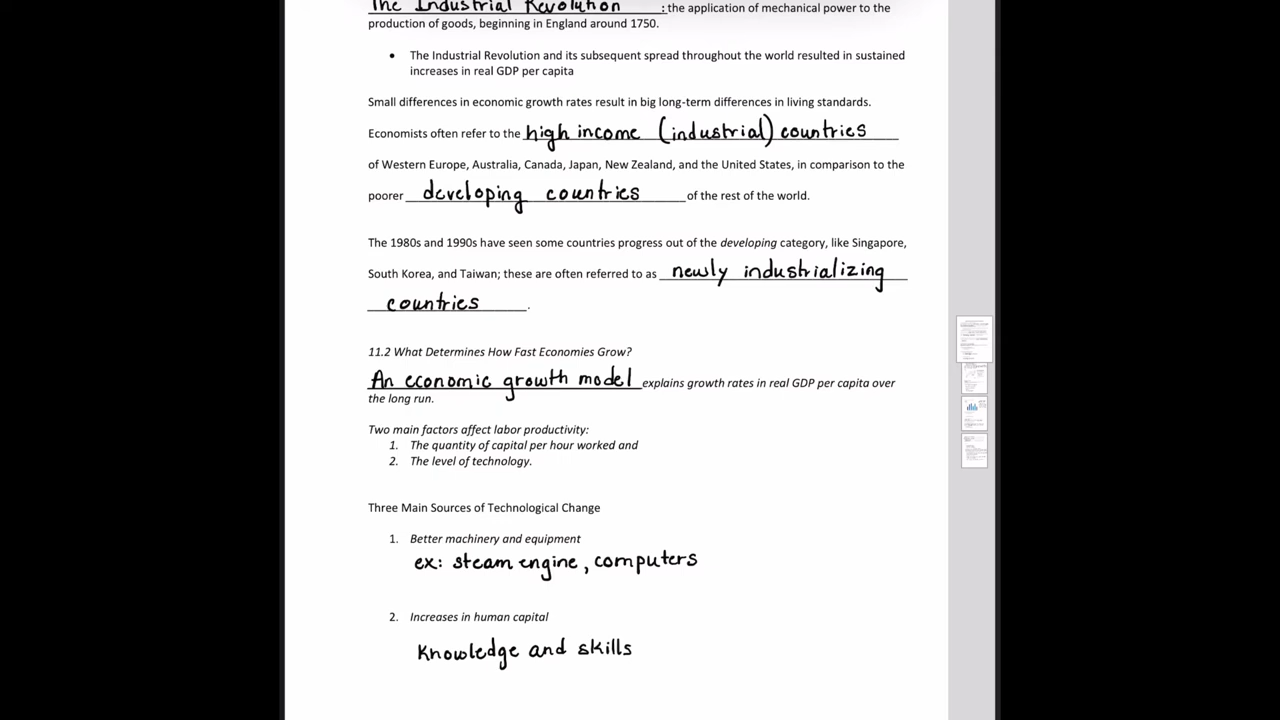 The Industrial Revolution : the application of mechanical power to the
production of goods, beginning in England around 1750.
• The Industrial Revolution and its subsequent spread throughout the world resulted in sustained
increases in real GDP per capita
Small differences in economic growth rates result in big long-term differences in living standards.
Economists often refer to the high income (industrial) countries
of Western Europe, Australia, Canada, Japan, New Zealand, and the United States, in comparison to the
poorer developing countries of the rest of the world.
The 1980s and 1990s have seen some countries progress out of the developing category, like Singapore,
South Korea, and Taiwan; these are often referred to as newly industrializing
countries.
11.2 What Determines How Fast Economies Grow?
An economic growth model explains growth rates in real GDP per capita over
the long run.
Two main factors affect labor productivity:
1. The quantity of capital per hour worked and
2. The level of technology.
Three Main Sources of Technological Change
1. Better machinery and equipment
ex: steam engine, computers
2. Increases in human capital
Knowledge and skills